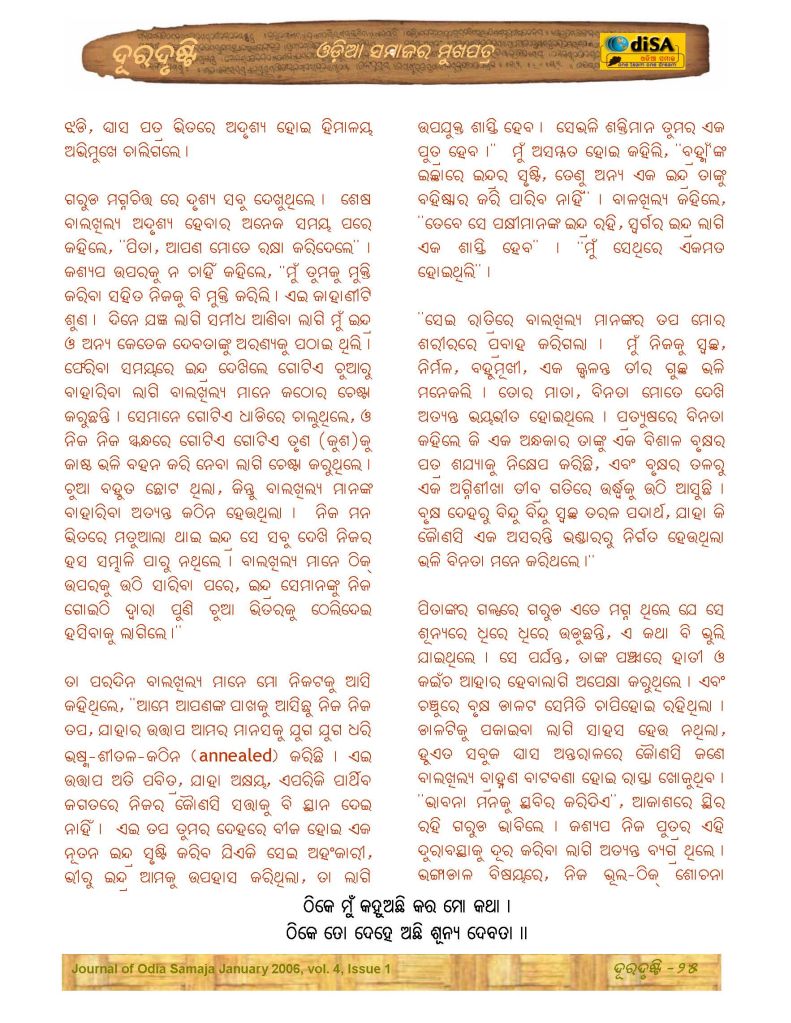 ଦୂରଦୃଷ୍ଟି
ଓଡ଼ିଆ ସମାଜର ମୁଖପତ୍ର
diSA
ଓଡ଼ିଆ ସମାଜ
one team one dream
ଝଡି, ଘାସ ପତ୍ର ଭିତରେ ଅଦୃଶ୍ୟ ହୋଇ ହିମାଳୟ
ଅଭିମୁଖେ ଚାଲିଗଲେ ।
ଗରୁଡ ମଗ୍ନଚିତ୍ତ ରେ ଦୃଶ୍ୟ ସବୁ ଦେଖୁଥିଲେ । ଶେଷ
ବାଲଖିଲ୍ୟ ଅଦୃଶ୍ୟ ହେବାର ଅନେକ ସମୟ ପରେ
କହିଲେ, "ପିତା, ଆପଣ ମୋତେ ରକ୍ଷା କରିଦେଲେ" ।
କଶ୍ୟପ ଉପରକୁ ନ ଚାହିଁ କହିଲେ, "ମୁଁ ତୁମକୁ ମୁକ୍ତି
କରିବା ସହିତ ନିଜକୁ ବି ମୁକ୍ତି କରିଲି । ଏଇ କାହାଣୀଟି
ଶୁଣ । ଦିନେ ଯଜ୍ଞ ଲାଗି ସମୀଧ ଆଣିବା ଲାଗି ମୁଁ ଇନ୍ଦ୍ର
ଓ ଅନ୍ୟ କେତେକ ଦେବତାଙ୍କୁ ଅରଣ୍ୟକୁ ପଠାଇ ଥିଲି ।
ଫେରିବା ସମୟରେ ଇନ୍ଦ୍ର ଦେଖିଲେ ଗୋଟିଏ ଚୁଆରୁ
ବାହାରିବା ଲାଗି ବାଲଖିଲ୍ୟ ମାନେ କଠୋର ଚେଷ୍ଟା
କରୁଛନ୍ତି । ସେମାନେ ଗୋଟିଏ ଧାଡିରେ ଚାଲୁଥିଲେ, ଓ
ନିଜ ନିଜ ସ୍କନ୍ଧରେ ଗୋଟିଏ ଗୋଟିଏ ତୃଣ (କୁଶ)କୁ
କାଷ୍ଠ ଭଳି ବହନ କରି ନେବା ଲାଗି ଚେଷ୍ଟା କରୁଥିଲେ ।
ଚୁଆ ବହୁତ ଛୋଟ ଥିଲା, କିନ୍ତୁ ବାଲଖିଲ୍ୟ ମାନଙ୍କ
ବାହାରିବା ଅତ୍ୟନ୍ତ କଠିନ ହେଉଥିଲା । ନିଜ ମନ
ଭିତରେ ମତୁଆଲା ଥାଇ ଇନ୍ଦ୍ର ସେ ସବୁ ଦେଖି ନିଜର
ହସ ସମ୍ଭାଳି ପାରୁ ନଥିଲେ । ବାଲଖିଲ୍ୟ ମାନେ ଠିକ୍
ଉପରକୁ ଉଠି ସାରିବା ପରେ, ଇନ୍ଦ୍ର ସେମାନଙ୍କୁ ନିଜ
ଗୋଇଠି ଦ୍ୱାରା ପୁଣି ଚୁଆ ଭିତରକୁ ଠେଲିଦେଇ
ହସିବାକୁ ଲାଗିଲେ ।"
ତା ପରଦିନ ବାଲଖିଲ୍ୟ ମାନେ ମୋ ନିକଟକୁ ଆସି
କହିଥିଲେ, "ଆମେ ଆପଣଙ୍କ ପାଖକୁ ଆସିଛୁ ନିଜ ନିଜ
ତପ, ଯାହାର ଉତ୍ତାପ ଆମର ମାନସକୁ ଯୁଗ ଯୁଗ ଧରି
ଉଷ୍ମ-ଶୀତଳ-କଠିନ (annealed) କରିଛି । ଏଇ
ଉତ୍ତାପ ଅତି ପବିତ୍ର, ଯାହା ଅକ୍ଷୟ, ଏପରିକି ପାର୍ଥିବ
ଜଗତରେ ନିଜର କୌଣସି ସତ୍ତାକୁ ବି ସ୍ଥାନ ଦେଇ
ନାହିଁ । ଏଇ ତପ ତୁମର ଦେହରେ ବୀଜ ହୋଇ ଏକ
ନୂତନ ଇନ୍ଦ୍ର ସୃଷ୍ଟି କରିବ ଯିଏକି ସେଇ ଅହଂକାରୀ,
ଭୀରୁ ଇନ୍ଦ୍ର ଆମକୁ ଉପହାସ କରିଥିଲା, ତା ଲାଗି
ଉପଯୁକ୍ତ ଶାସ୍ତି ହେବ । ସେଭଳି ଶକ୍ତିମାନ ତୁମର ଏକ
ପୁତ୍ର ହେବ ।" ମୁଁ ଅସମ୍ମତ ହୋଇ କହିଲି, "ବ୍ରହ୍ମାଙ୍କ
ଇଚ୍ଛାରେ ଇନ୍ଦ୍ରର ସୃଷ୍ଟି, ତେଣୁ ଅନ୍ୟ ଏକ ଇନ୍ଦ୍ର ତାଙ୍କୁ
ବହିଷ୍କାର କରି ପାରିବ ନାହିଁ" । ବାଳଖିଲ୍ୟ କହିଲେ,
"ତେବେ ସେ ପକ୍ଷୀମାନଙ୍କ ଇନ୍ଦ୍ର ରହି, ସ୍ୱର୍ଗର ଇନ୍ଦ୍ର ଲାଗି
ଏକ ଶାସ୍ତି ହେବ" । "ମୁଁ ସେଥିରେ ଏକମତ
ହୋଇଥିଲି" ।
"ସେଇ ରାତ୍ରିରେ ବାଲଖିଲ୍ୟ ମାନଙ୍କର ତପ ମୋର
ଶରୀରରେ ପ୍ରବାହ କରିଗଲା । ମୁଁ ନିଜକୁ ସ୍ୱଚ୍ଛ,
ନିର୍ମଳ, ବହୁମୂଖୀ, ଏକ ଜ୍ୱଳନ୍ତ ତୀର ଗୁଚ୍ଛ ଭଳି
ମନେକଲି । ତୋର ମାତା, ବିନତା ମୋତେ ଦେଖି
ଅତ୍ୟନ୍ତ ଭୟଭୀତ ହୋଇଥିଲେ । ପ୍ରତ୍ୟୁଷରେ ବିନତା
କହିଲେ କି ଏକ ଅନ୍ଧକାର ତାଙ୍କୁ ଏକ ବିଶାଳ ବୃକ୍ଷର
ପତ୍ର ଶଯ୍ୟାକୁ ନିକ୍ଷେପ କରିଛି, ଏବଂ ବୃକ୍ଷର ତଳରୁ
ଏକ ଅଗ୍ନିଶୀଖା ତୀବ୍ର ଗତିରେ ଉର୍ଦ୍ଧ୍ୱକୁ ଉଠି ଆସୁଛି ।
ବୃକ୍ଷ ଦେହରୁ ବିନ୍ଦୁ ବିନ୍ଦୁ ସ୍ୱଚ୍ଛ ତରଳ ପଦାର୍ଥ, ଯାହା କି
କୌଣସି ଏକ ଅସରନ୍ତି ଭଣ୍ଡାରରୁ ନିର୍ଗତ ହେଉଥିଲା
ଭଳି ବିନତା ମନେ କରିଥଲେ ।"
ପିତାଙ୍କର ଗଳ୍ପରେ ଗରୁଡ ଏତେ ମଗ୍ନ ଥିଲେ ଯେ ସେ
ଶୂନ୍ୟରେ ଧିରେ ଧିରେ ଉଡୁଛନ୍ତି, ଏ କଥା ବି ଭୁଲି
ଯାଇଥିଲେ । ସେ ପର୍ଯନ୍ତ, ତାଙ୍କ ପଞ୍ଝାରେ ହାତୀ ଓ
କଇଁଚ ଆହାର ହେବାଲାଗି ଅପେକ୍ଷା କରୁଥିଲେ । ଏବଂ
ଚଞ୍ଚୁରେ ବୃକ୍ଷ ଡାଳଟ ସେମିତି ଚାପିହୋଇ ରହିଥିଲା ।
ଡାଳଟିକୁ ପକାଇବା ଲାଗି ସାହସ ହେଉ ନଥିଲା,
ହୁଏତ ସବୁଜ ଘାସ ଅନ୍ତରାଳରେ କୌଣସି ଜଣେ
ବାଲଖିଲ୍ୟ ବ୍ରାହ୍ମଣ ବାଟବଣା ହୋଇ ରାସ୍ତା ଖୋଜୁଥିବ ।
"ଭାବନା ମନକୁ ସ୍ଥବିର କରିଦିଏ", ଆକାଶରେ ସ୍ଥିର
ରହି ଗରୁଡ ଭାବିଲେ । କଶ୍ୟପ ନିଜ ପୁତ୍ରର ଏହି
ଦୁରାବସ୍ଥାକୁ ଦୂର କରିବା ଲାଗି ଅତ୍ୟନ୍ତ ବ୍ୟଗ୍ର ଥିଲେ ।
ଭଙ୍ଗାଡାଳ ବିଷୟରେ, ନିଜ ଭୂଲ-ଠିକ୍ ଶୋଚନା
ଠିକେ ମୁଁ କହୁଅଛି କର ମୋ କଥା ।
ଠିକେ ତୋ ଦେହେ ଅଛି ଶୂନ୍ୟ ଦେବତା ॥
Journal of Odia Samaja January 2006, vol. 4, Issue 1
ଦୂରଦୃଷ୍ଟି - ୨୫